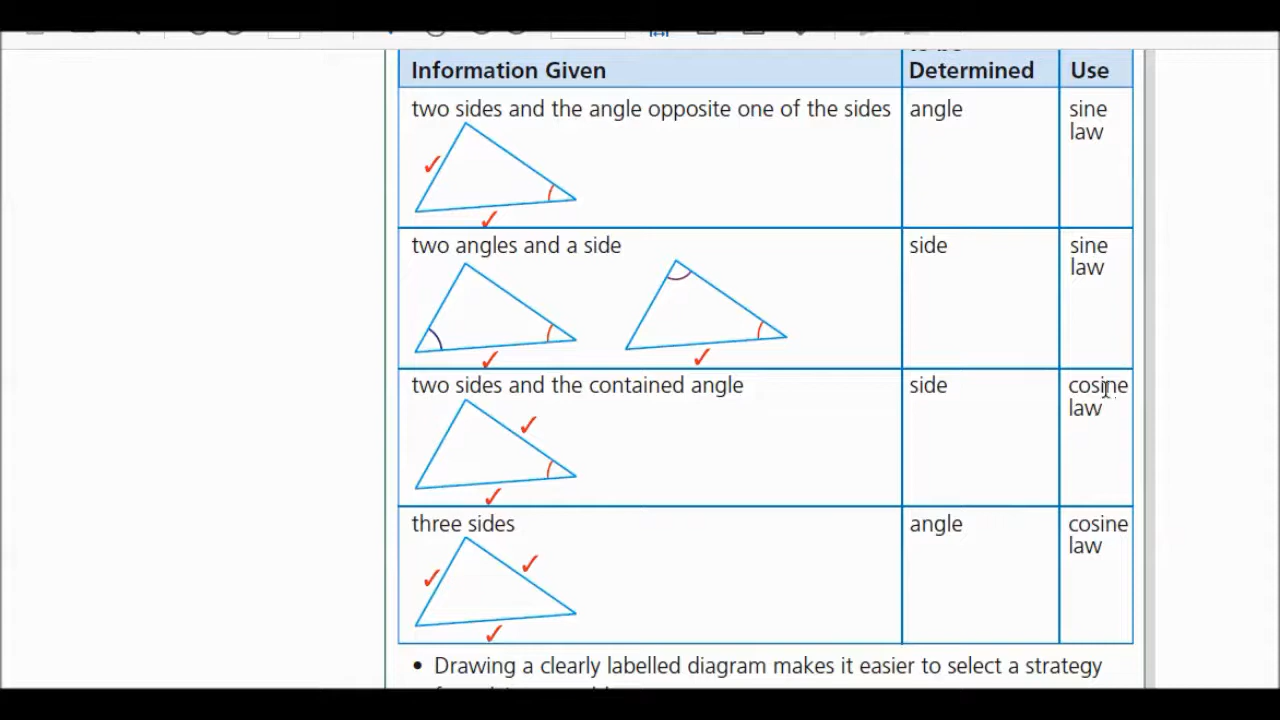 Information Given
Determined
Use
two sides and the angle opposite one of the sides
angle
sine
law
two angles and a side
side
sine
law
two sides and the contained angle
side
cosine
law
three sides
angle
cosine
law
• Drawing a clearly labelled diagram makes it easier to select a strategy